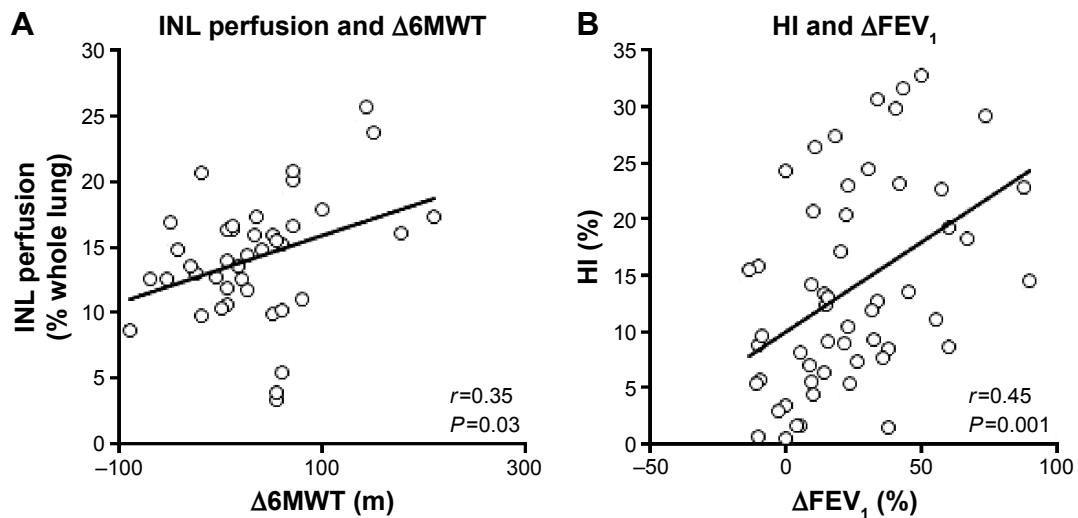 A
INL perfusion and Δ6MWT
30
25
20
15
10
5
0
INL perfusion
(% whole lung)
r=0.35
P=0.03
–100
100
300
Δ6MWT (m)
B
HI and ΔFEV₁
35
30
25
20
15
10
5
0
HI (%)
r=0.45
P=0.001
–50
0
50
100
ΔFEV₁ (%)